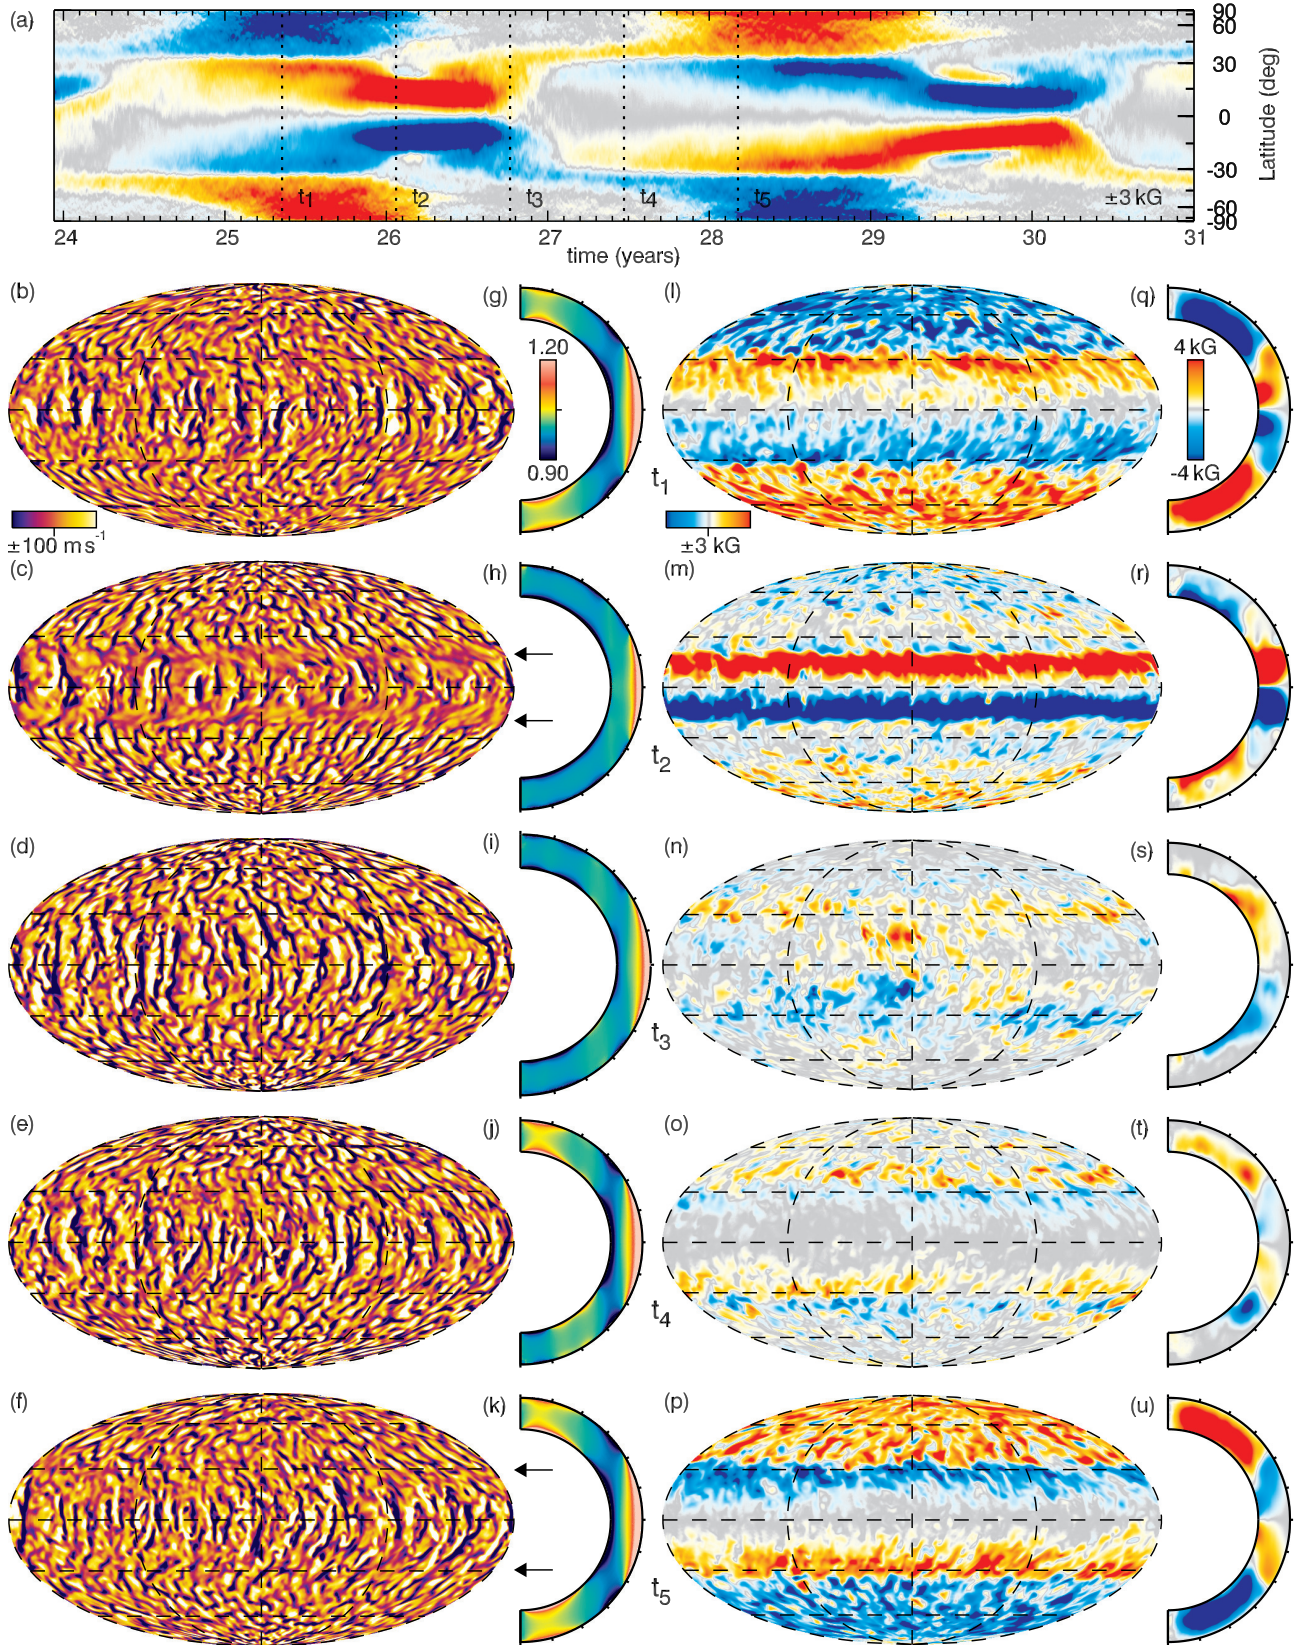 (a)
90
60
30
0
-30
-60
-90
Latitude (deg)
t1
t2
t3
t4
t5
±3 kG
24
25
26
27
28
29
30
31
time (years)
(b)
(g)
(l)
(q)
1.20
0.90
4 kG
-4 kG
t1
±100 m s-1
±3 kG
(c)
(h)
(m)
(r)
t2
(d)
(i)
(n)
(s)
t3
(e)
(j)
(o)
(t)
t4
(f)
(k)
(p)
(u)
t5